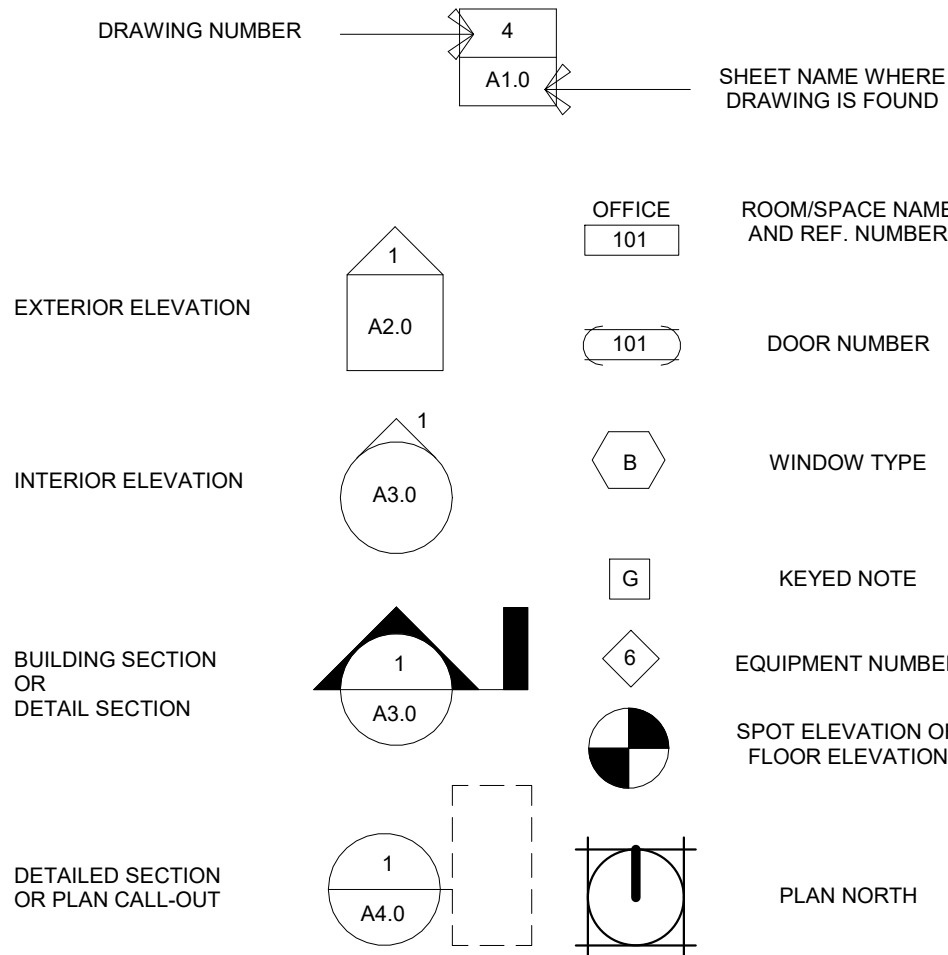 DRAWING NUMBER
4
A1.0
SHEET NAME WHERE
DRAWING IS FOUND
EXTERIOR ELEVATION
1
A2.0
INTERIOR ELEVATION
1
A3.0
BUILDING SECTION
OR
DETAIL SECTION
1
A3.0
DETAILED SECTION
OR PLAN CALL-OUT
1
A4.0
OFFICE
101
ROOM/SPACE NAME
AND REF. NUMBER
101
DOOR NUMBER
B
WINDOW TYPE
G
KEYED NOTE
6
EQUIPMENT NUMBER
SPOT ELEVATION OR
FLOOR ELEVATION
PLAN NORTH